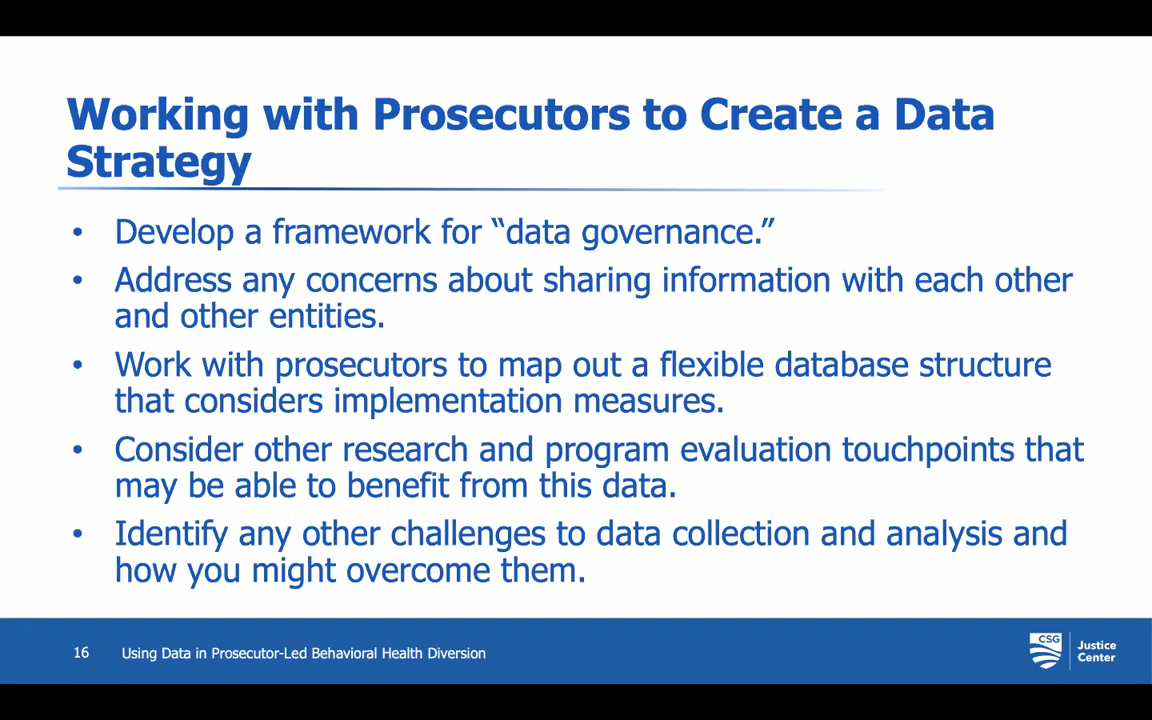 Working with Prosecutors to Create a Data
Strategy
• Develop a framework for “data governance.”
• Address any concerns about sharing information with each other
and other entities.
• Work with prosecutors to map out a flexible database structure
that considers implementation measures.
• Consider other research and program evaluation touchpoints that
may be able to benefit from this data.
• Identify any other challenges to data collection and analysis and
how you might overcome them.
16 Using Data in Prosecutor-Led Behavioral Health Diversion
CSG
Justice
Center